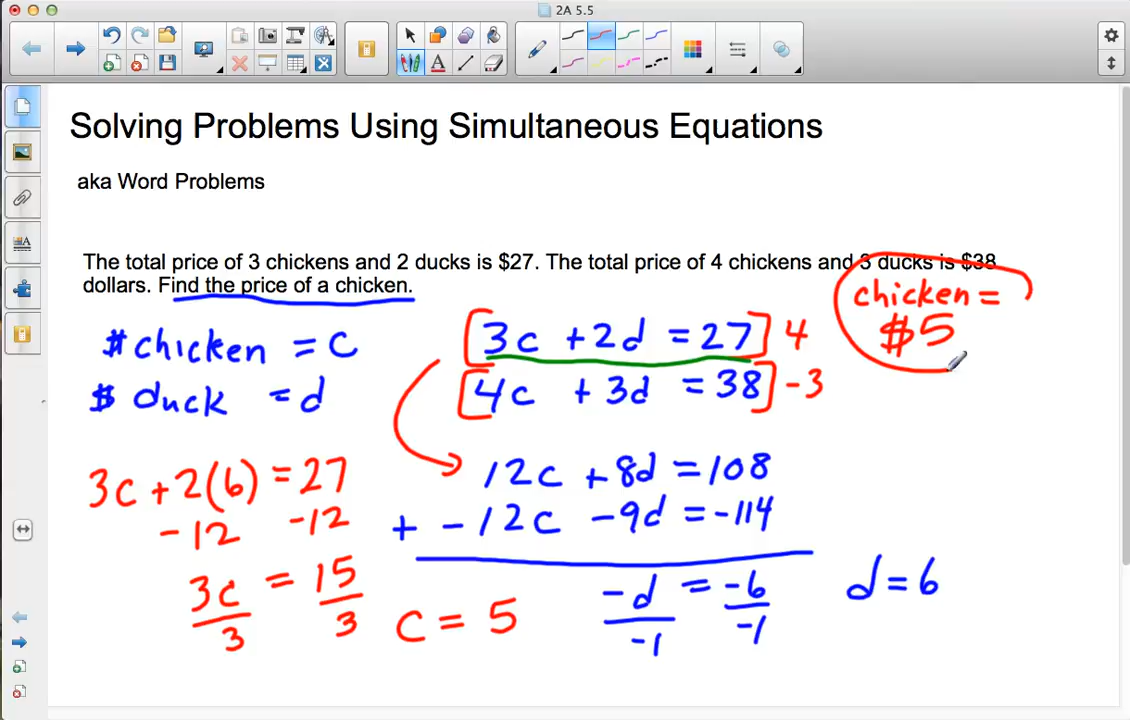 2A 5.5
Solving Problems Using Simultaneous Equations
aka Word Problems
The total price of 3 chickens and 2 ducks is $27. The total price of 4 chickens and 3 ducks is $38
dollars. Find the price of a chicken.
chicken =
$5
# chicken = c
$ duck = d
[3c + 2d = 27] 4
[4c + 3d = 38] -3
12c + 8d = 108
+ -12c - 9d = -114
-d = -6
-1 -1
d = 6
3c + 2(6) = 27
-12 -12
3c = 15
3 3
c = 5